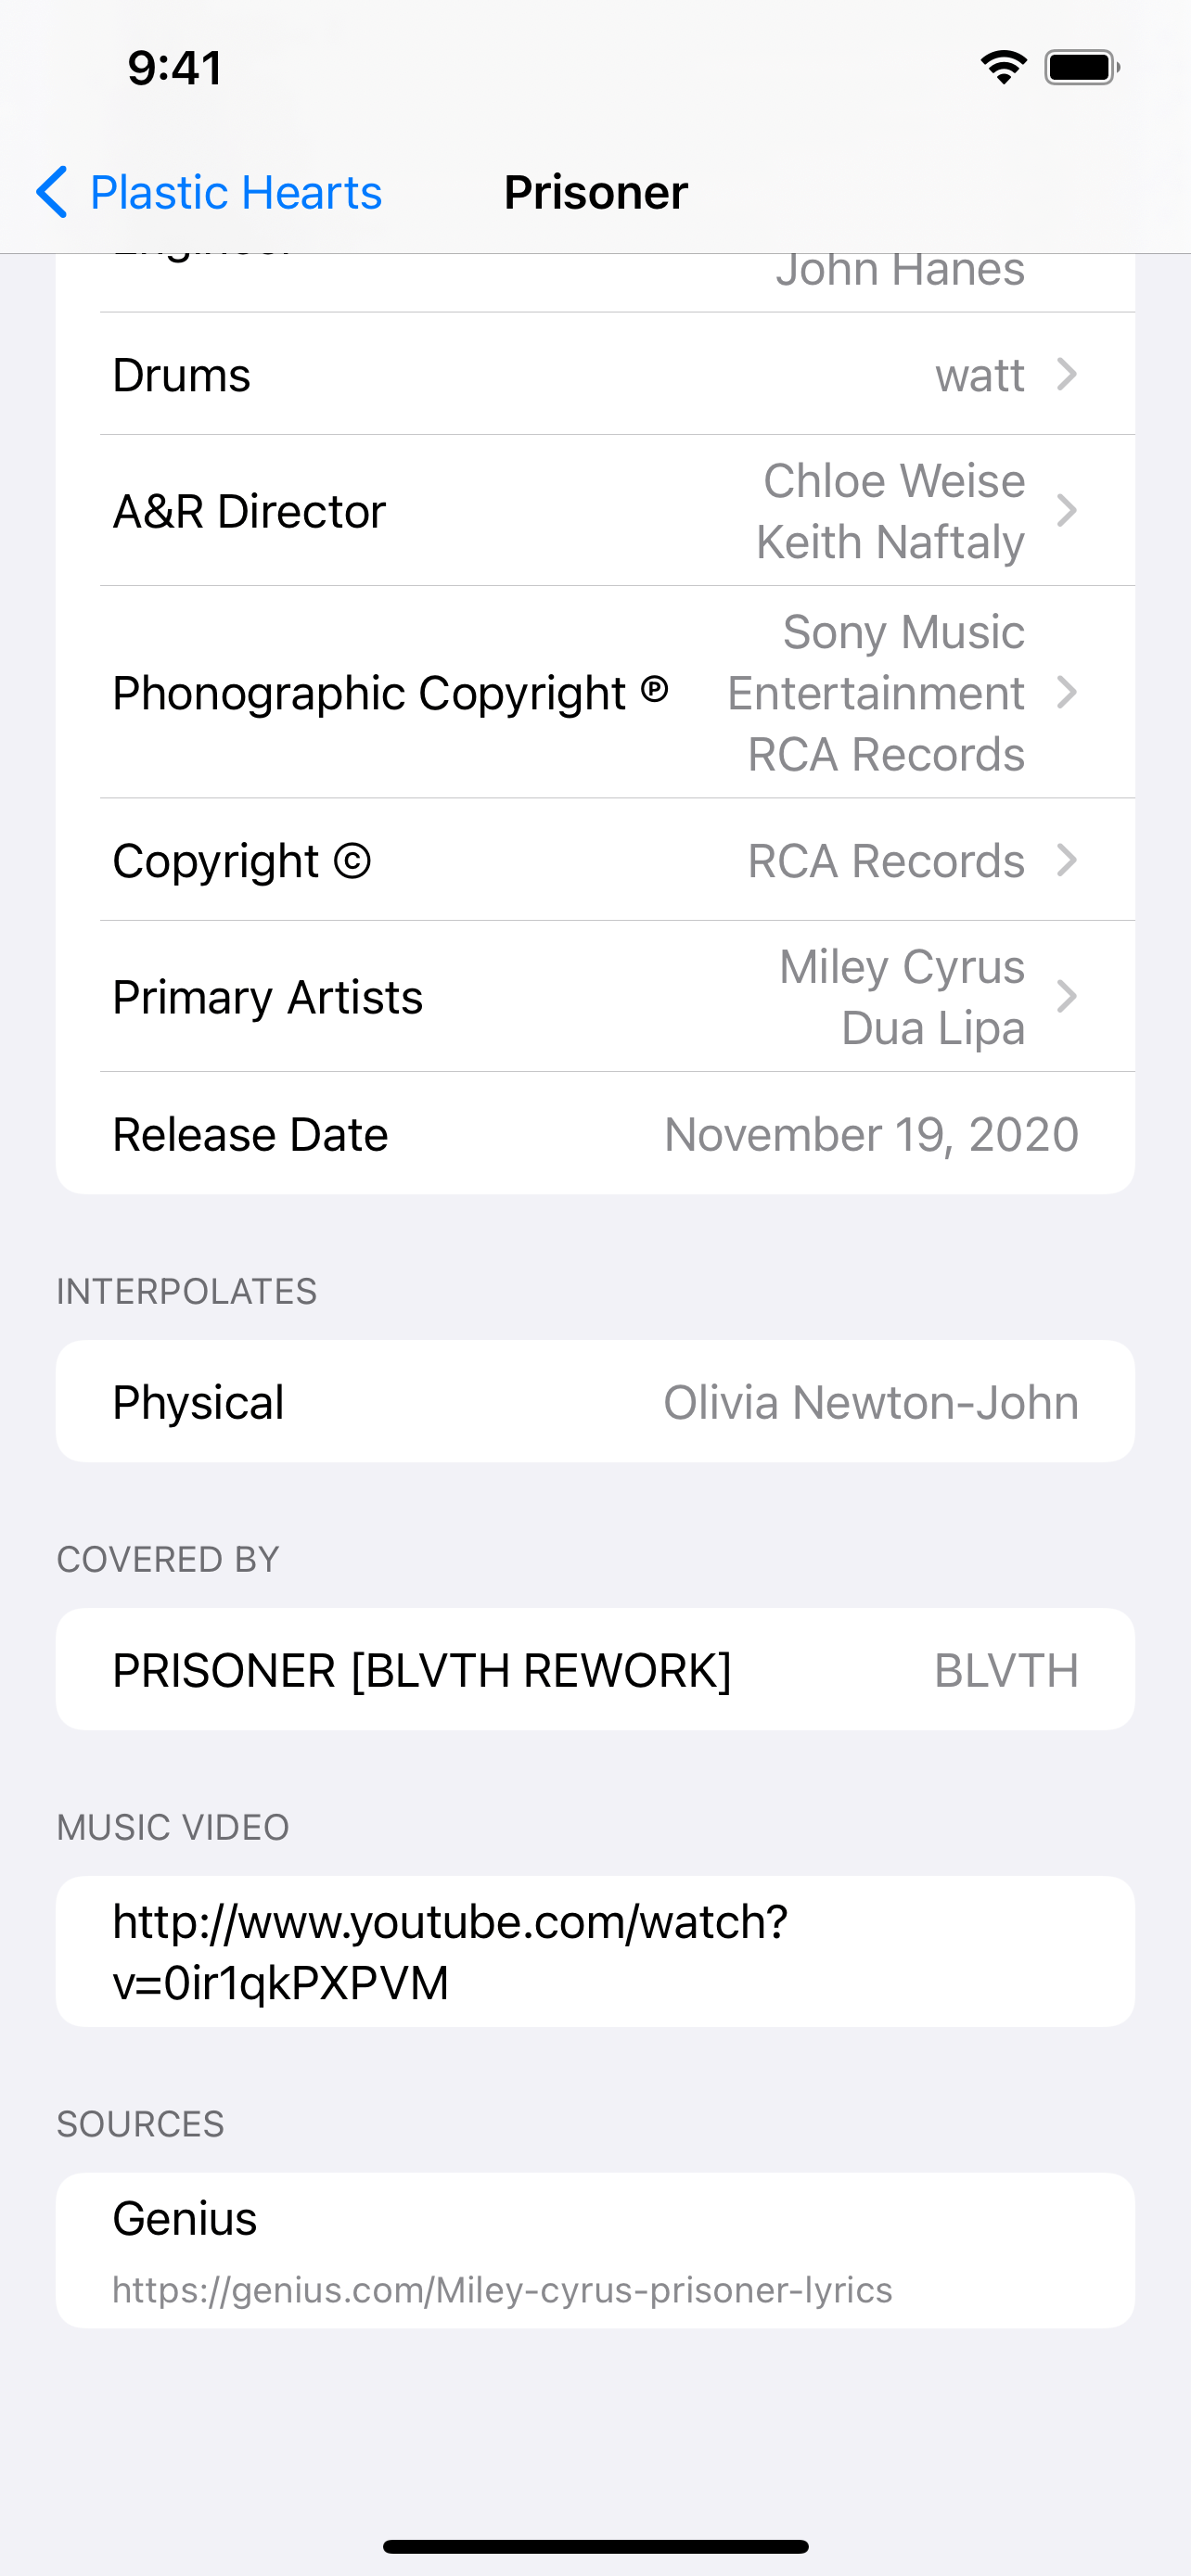 9:41
Plastic Hearts
Prisoner
John Hanes
Drums
watt
A&R Director
Chloe Weise
Keith Naftaly
Phonographic Copyright ℗
Sony Music
Entertainment
RCA Records
Copyright ©
RCA Records
Primary Artists
Miley Cyrus
Dua Lipa
Release Date
November 19, 2020
INTERPOLATES
Physical
Olivia Newton-John
COVERED BY
PRISONER [BLVTH REWORK]
BLVTH
MUSIC VIDEO
http://www.youtube.com/watch?
v=0ir1qkPXPVM
SOURCES
Genius
https://genius.com/Miley-cyrus-prisoner-lyrics